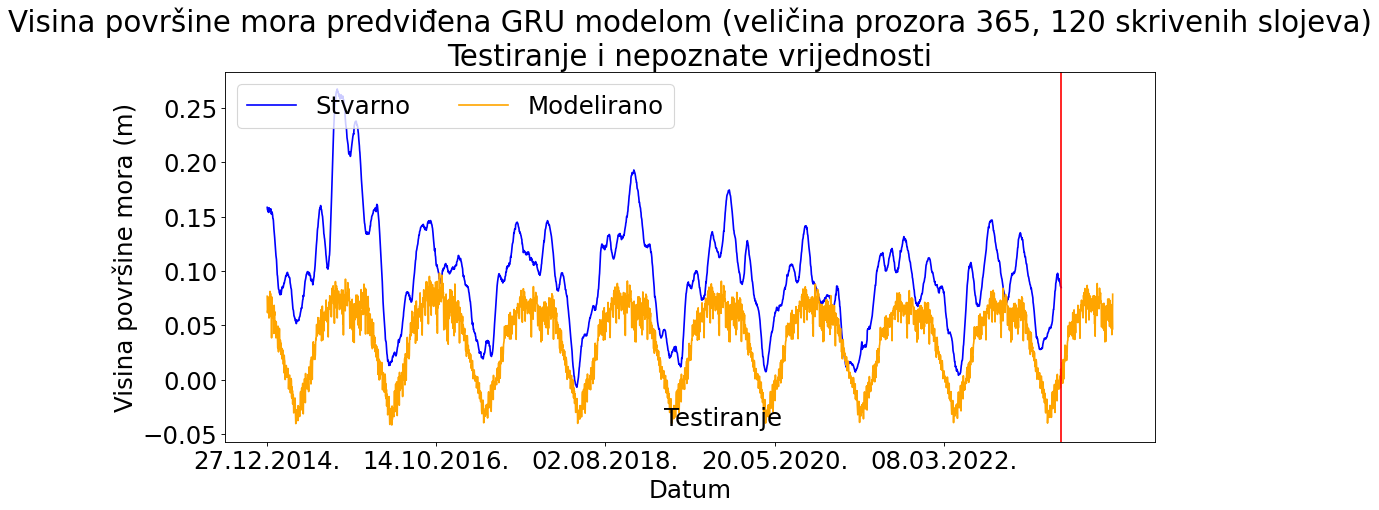 Visina površine mora predviđena GRU modelom (veličina prozora 365, 120 skrivenih slojeva)
Testiranje i nepoznate vrijednosti
Stvarno Modelirano
Visina površine mora (m)
0.25
0.20
0.15
0.10
0.05
0.00
−0.05
Testiranje
27.12.2014. 14.10.2016. 02.08.2018. 20.05.2020. 08.03.2022.
Datum